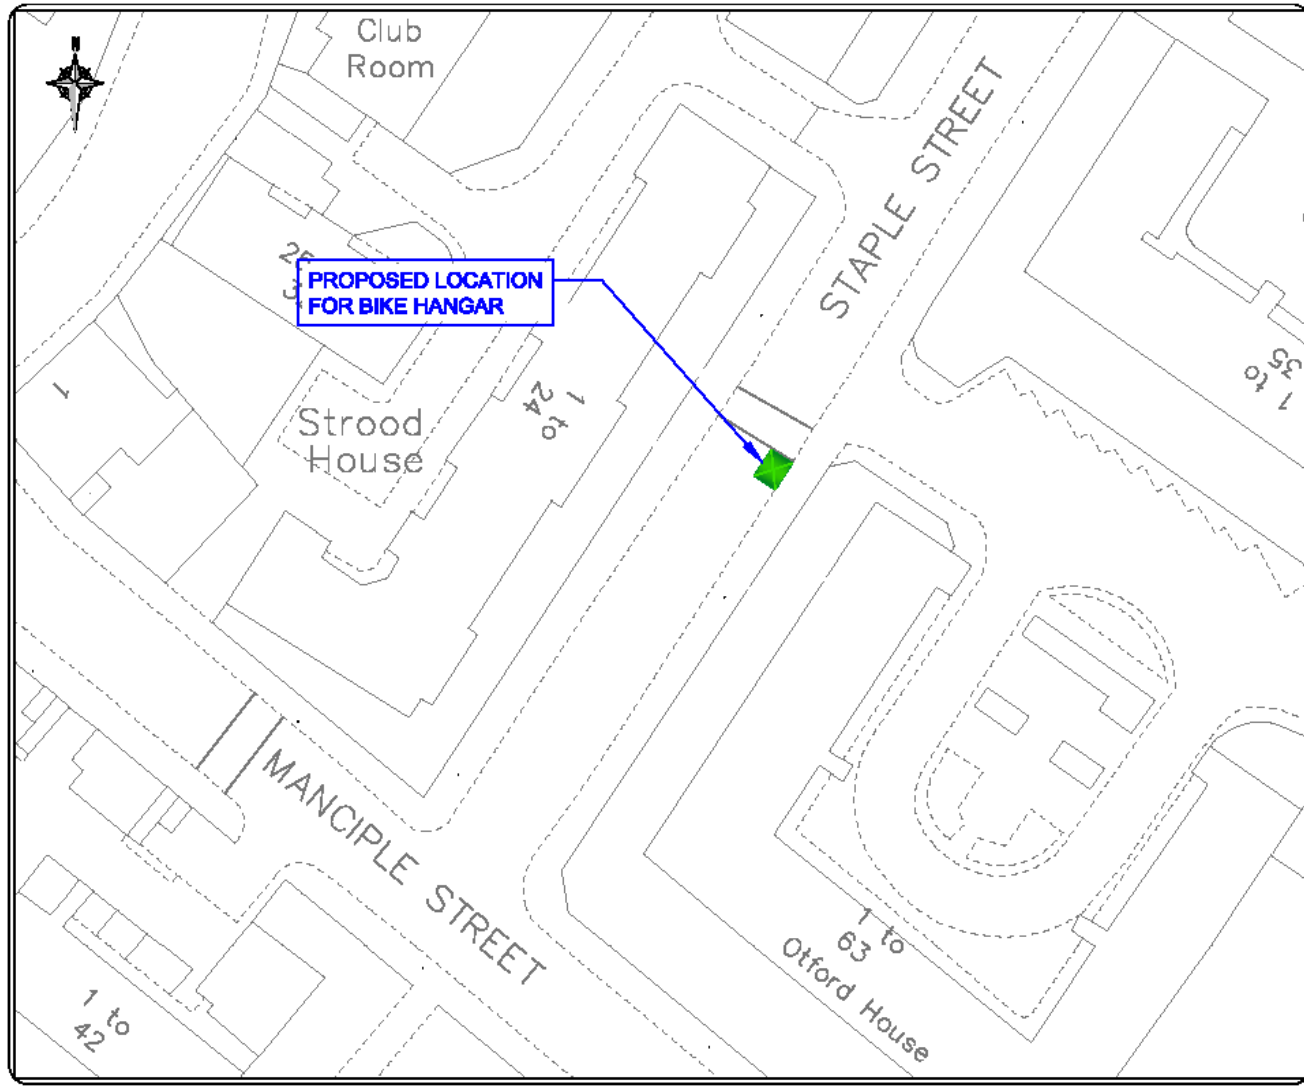 N
Club
Room
STAPLE STREET
25
PROPOSED LOCATION
FOR BIKE HANGAR
1 to
35
1
1 to
24
Strood
House
MANCIPLE STREET
1 to
63
Otford House
1 to
42